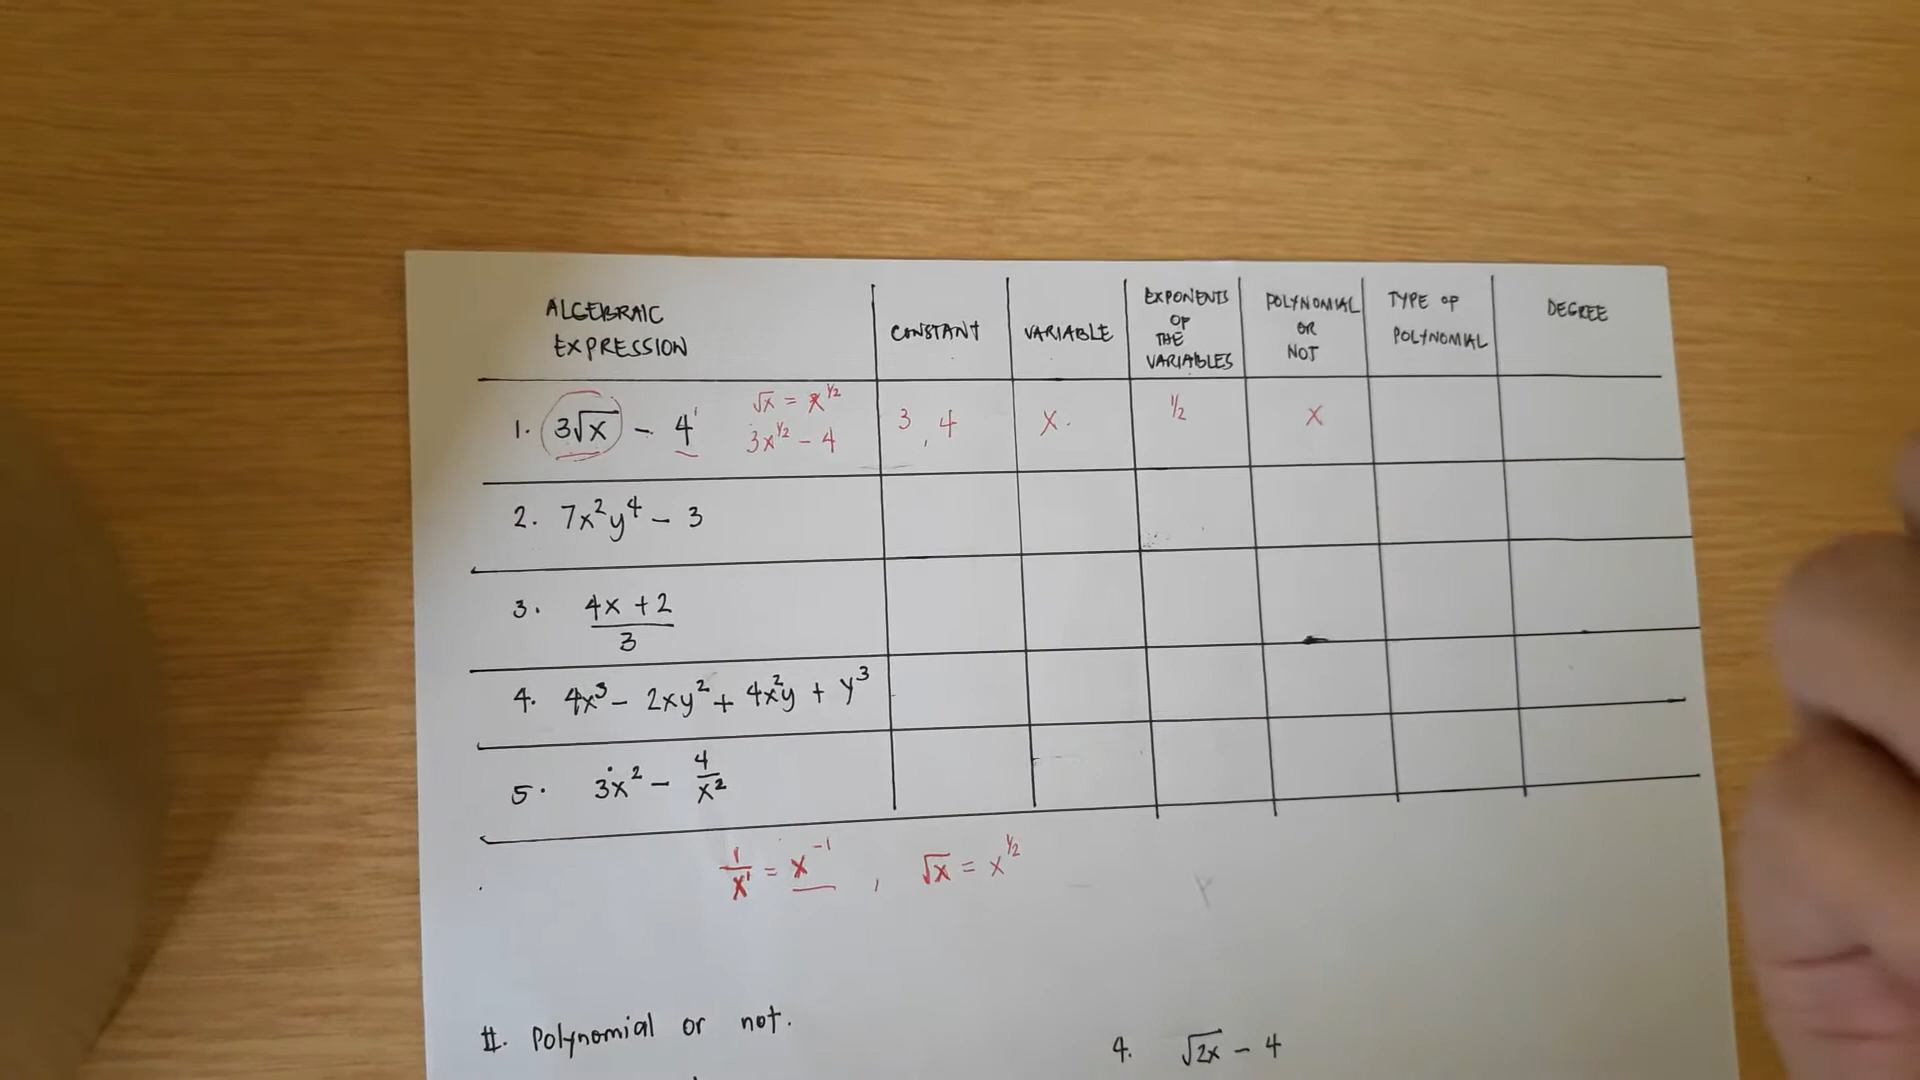 ALGEBRAIC EXPRESSION | CONSTANT | VARIABLE | EXPONENTS OF THE VARIABLES | POLYNOMIAL OR NOT | TYPE OF POLYNOMIAL | DEGREE
1. 3√x - 4 | 3, 4 | x. | 1/2 | X
√x = x^1/2
3x^1/2 - 4
2. 7x²y⁴ - 3
3. (4x + 2)/3
4. 4x³ - 2xy² + 4x²y + y³
5. 3x² - 4/x²
1/x¹ = x⁻¹ , √x = x^1/2
II. Polynomial or not.
4. √2x - 4